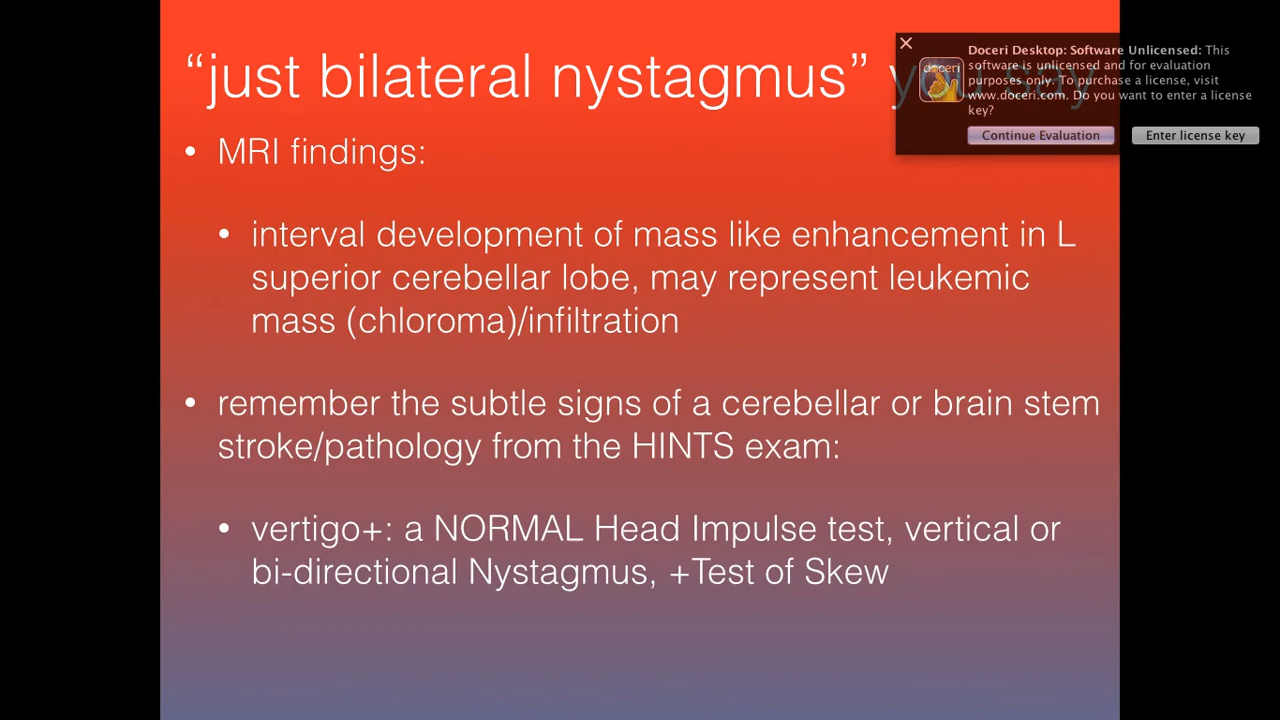 “just bilateral nystagmus” you say
• MRI findings:
• interval development of mass like enhancement in L
superior cerebellar lobe, may represent leukemic
mass (chloroma)/infiltration
• remember the subtle signs of a cerebellar or brain stem
stroke/pathology from the HINTS exam:
• vertigo+: a NORMAL Head Impulse test, vertical or
bi-directional Nystagmus, +Test of Skew
doceri
Doceri Desktop: Software Unlicensed: This
software is unlicensed and for evaluation
purposes only. To purchase a license, visit
www.doceri.com. Do you want to enter a license
key?
Continue Evaluation
Enter license key